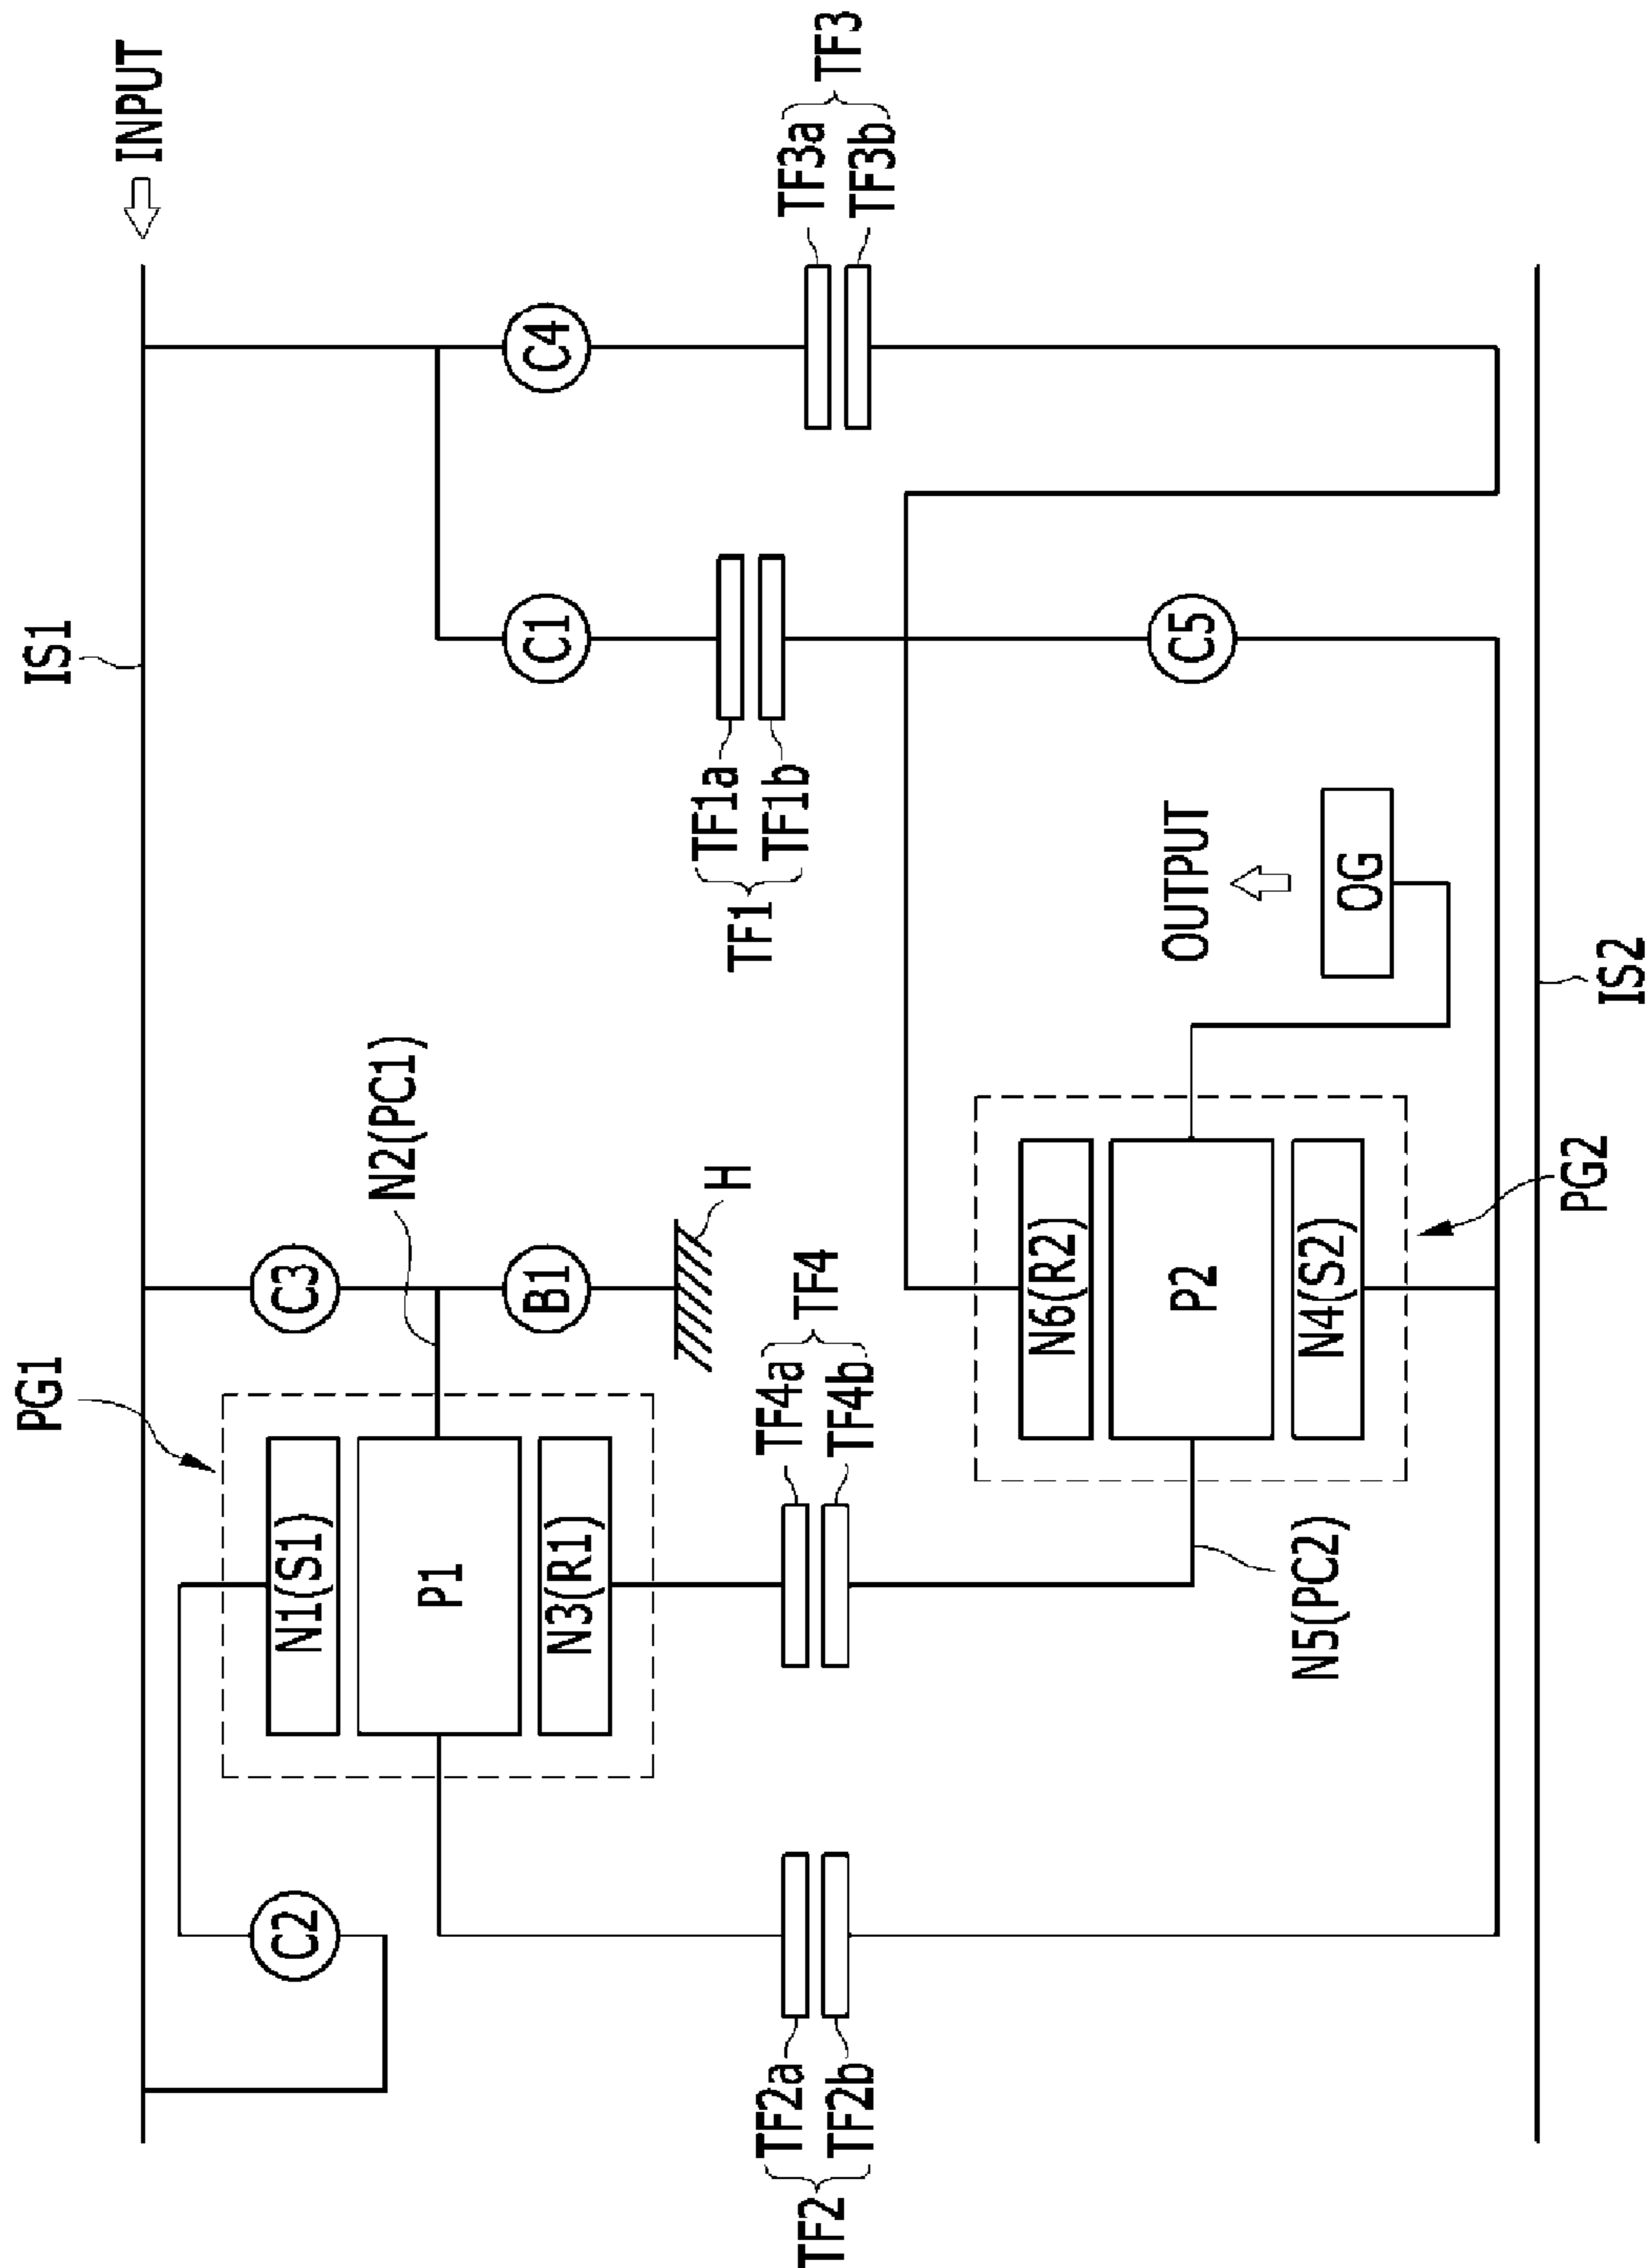 INPUT
IS1
PG1
N2(PC1)
C2
N1(S1)
P1
N3(R1)
C3
B1
H
C1
C4
TF2a
TF2b
TF2
TF4a
TF4b
TF4
TF1a
TF1b
TF1
TF3a
TF3b
TF3
N5(PC2)
N6(R2)
P2
N4(S2)
PG2
OUTPUT
OG
C5
IS2